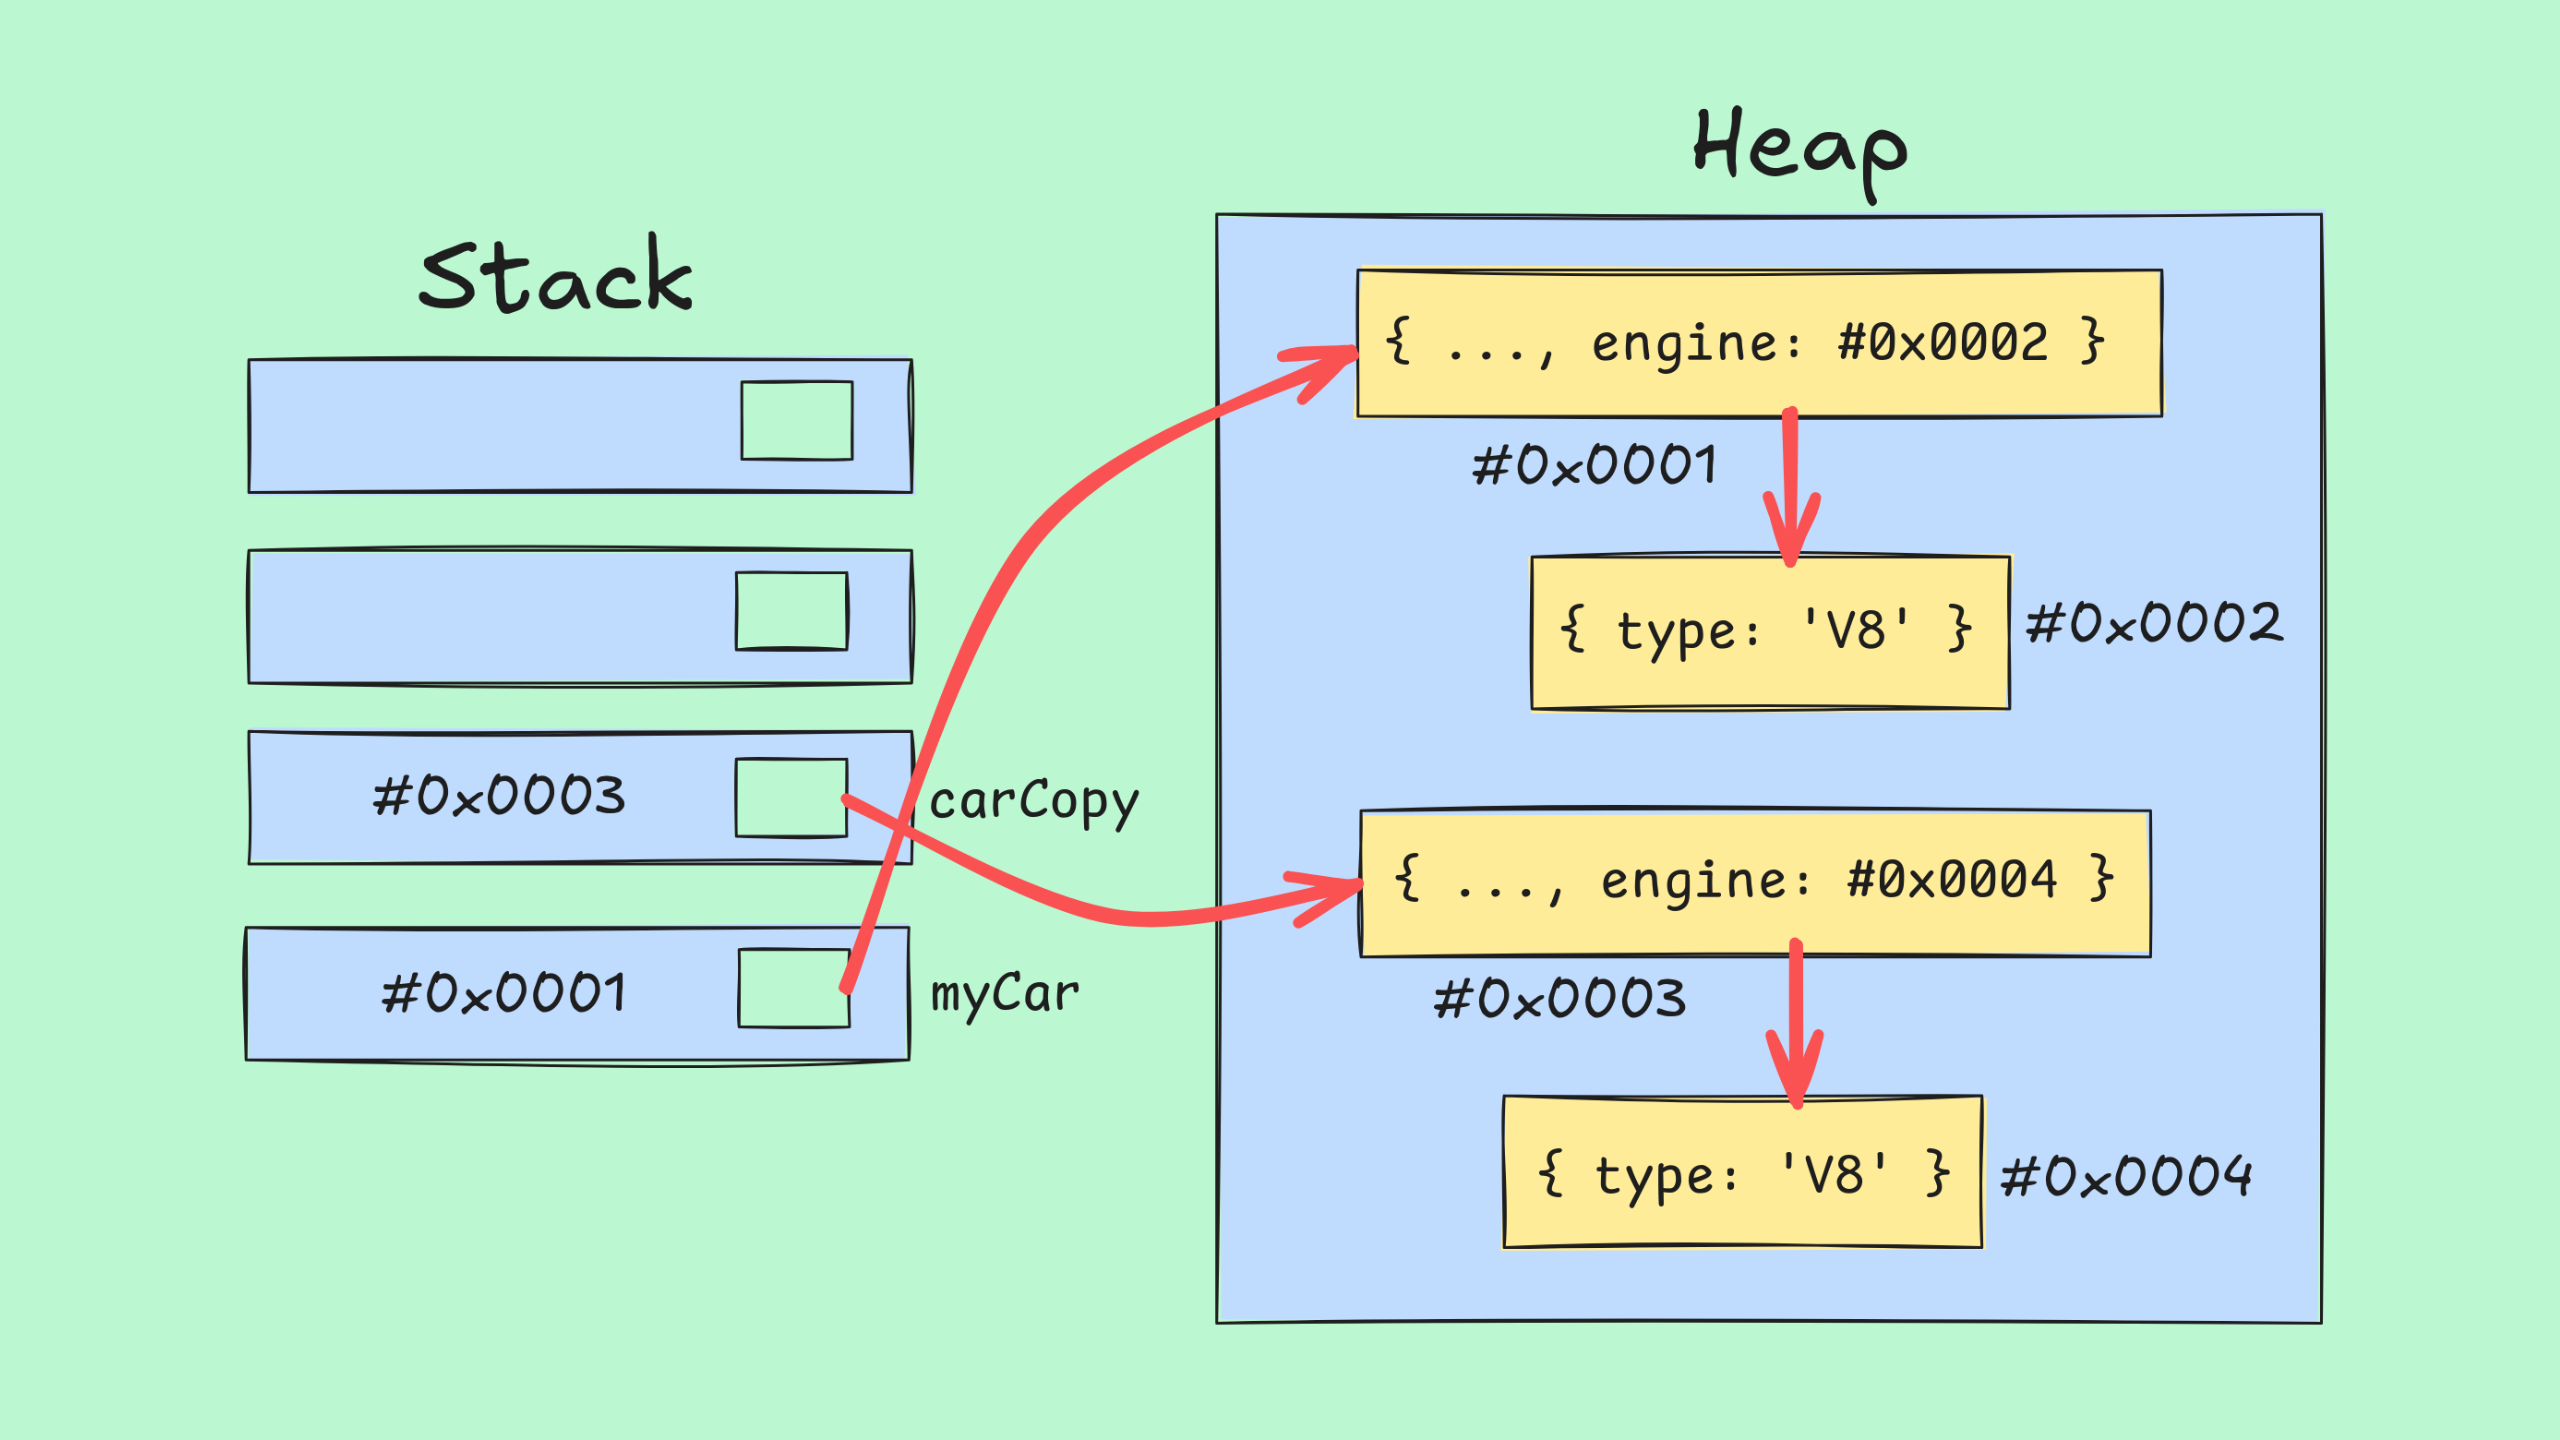 Stack
#0x0003
carCopy
#0x0001
myCar
Heap
{ ..., engine: #0x0002 }
#0x0001
{ type: 'V8' }
#0x0002
{ ..., engine: #0x0004 }
#0x0003
{ type: 'V8' }
#0x0004